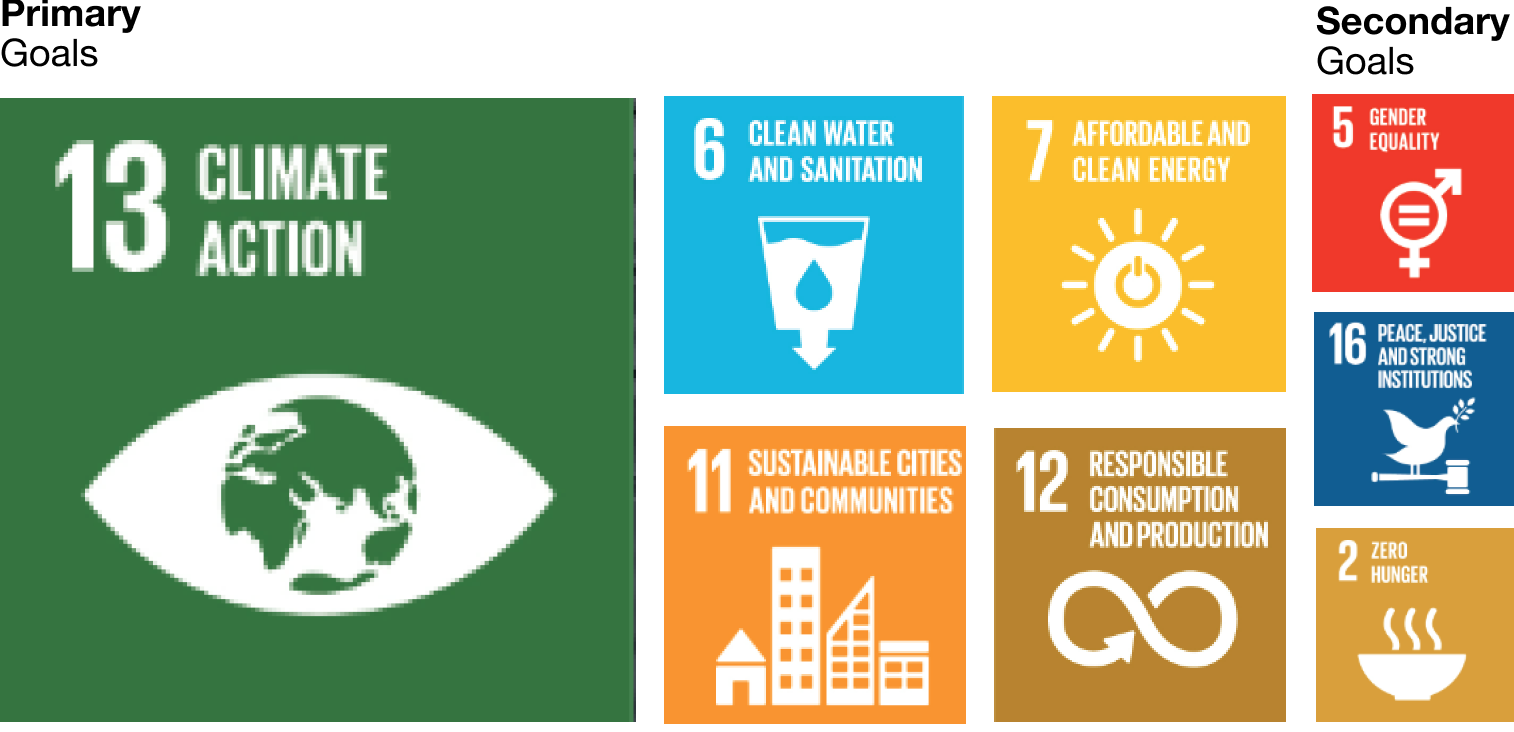 Primary
Goals
13 CLIMATE
ACTION
6 CLEAN WATER
AND SANITATION
7 AFFORDABLE AND
CLEAN ENERGY
11 SUSTAINABLE CITIES
AND COMMUNITIES
12 RESPONSIBLE
CONSUMPTION
AND PRODUCTION
Secondary
Goals
5 GENDER
EQUALITY
16 PEACE, JUSTICE
AND STRONG
INSTITUTIONS
2 ZERO
HUNGER